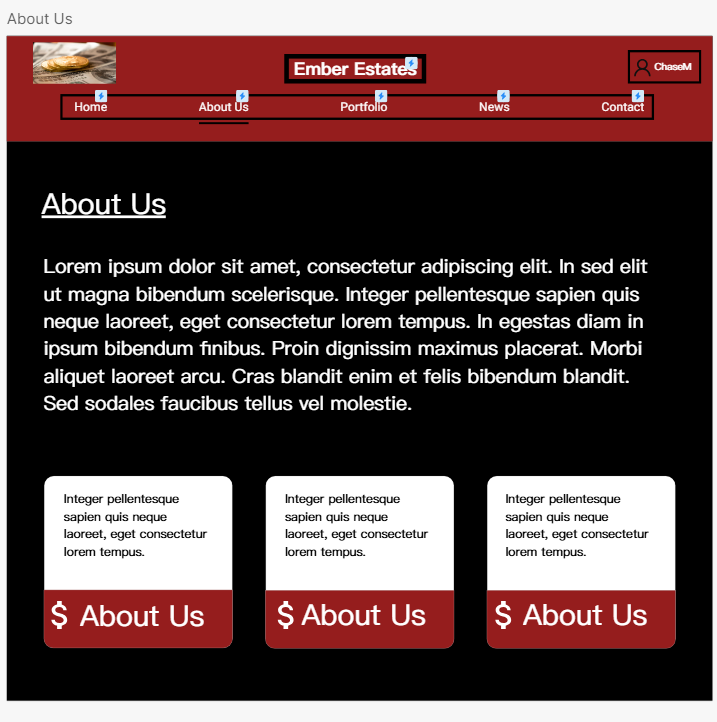 About Us
Ember Estates
ChaseM
Home About Us Portfolio News Contact
About Us
Lorem ipsum dolor sit amet, consectetur adipiscing elit. In sed elit
ut magna bibendum scelerisque. Integer pellentesque sapien quis
neque laoreet, eget consectetur lorem tempus. In egestas diam in
ipsum bibendum finibus. Proin dignissim maximus placerat. Morbi
aliquet laoreet arcu. Cras blandit enim et felis bibendum blandit.
Sed sodales faucibus tellus vel molestie.
Integer pellentesque
sapien quis neque
laoreet, eget consectetur
lorem tempus.
$ About Us
Integer pellentesque
sapien quis neque
laoreet, eget consectetur
lorem tempus.
$ About Us
Integer pellentesque
sapien quis neque
laoreet, eget consectetur
lorem tempus.
$ About Us